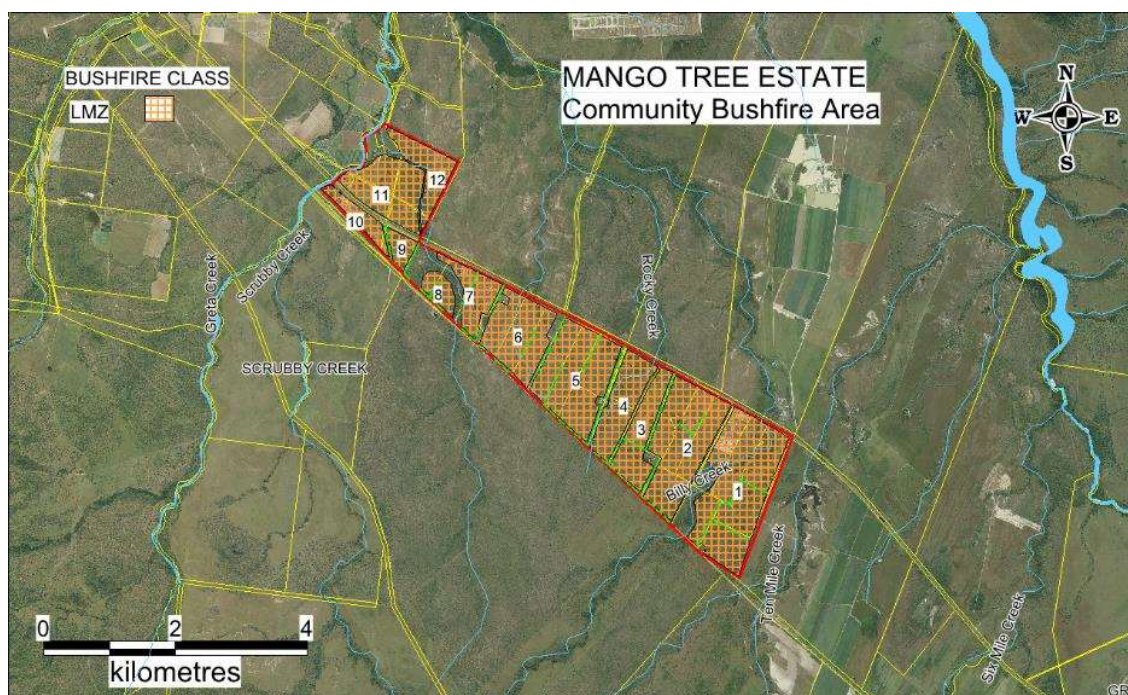 BUSHFIRE CLASS
LMZ
MANGO TREE ESTATE
Community Bushfire Area
N
W
E
S
12
11
10
9
8
7
6
5
4
3
2
1
Scrubby Creek
Greta Creek
SCRUBBY CREEK
Rocky Creek
Billy Creek
Ten Mile Creek
Six Mile Creek
GR
0 2 4
kilometres